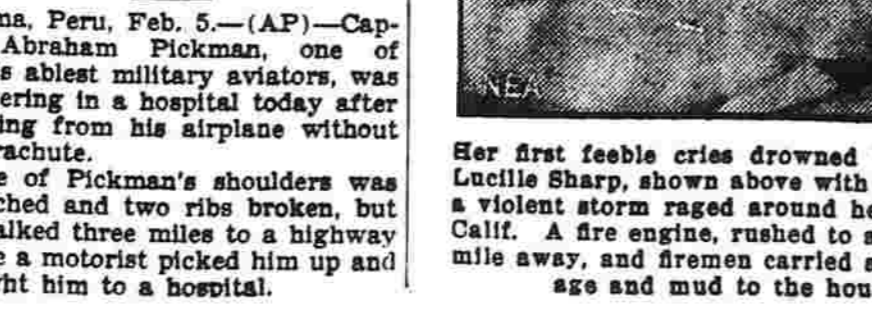 na, Peru, Feb. 5.—(AP)—Cap-
Abraham Pickman, one of
s ablest military aviators, was
ering in a hospital today after
ing from his airplane without
rachute.
e of Pickman's shoulders was
ched and two ribs broken, but
alked three miles to a highway
e a motorist picked him up and
ht him to a hospital.
NEA
Her first feeble cries drowned
Lucille Sharp, shown above with
a violent storm raged around he
Calif. A fire engine, rushed to a
mile away, and firemen carried a
age and mud to the hou